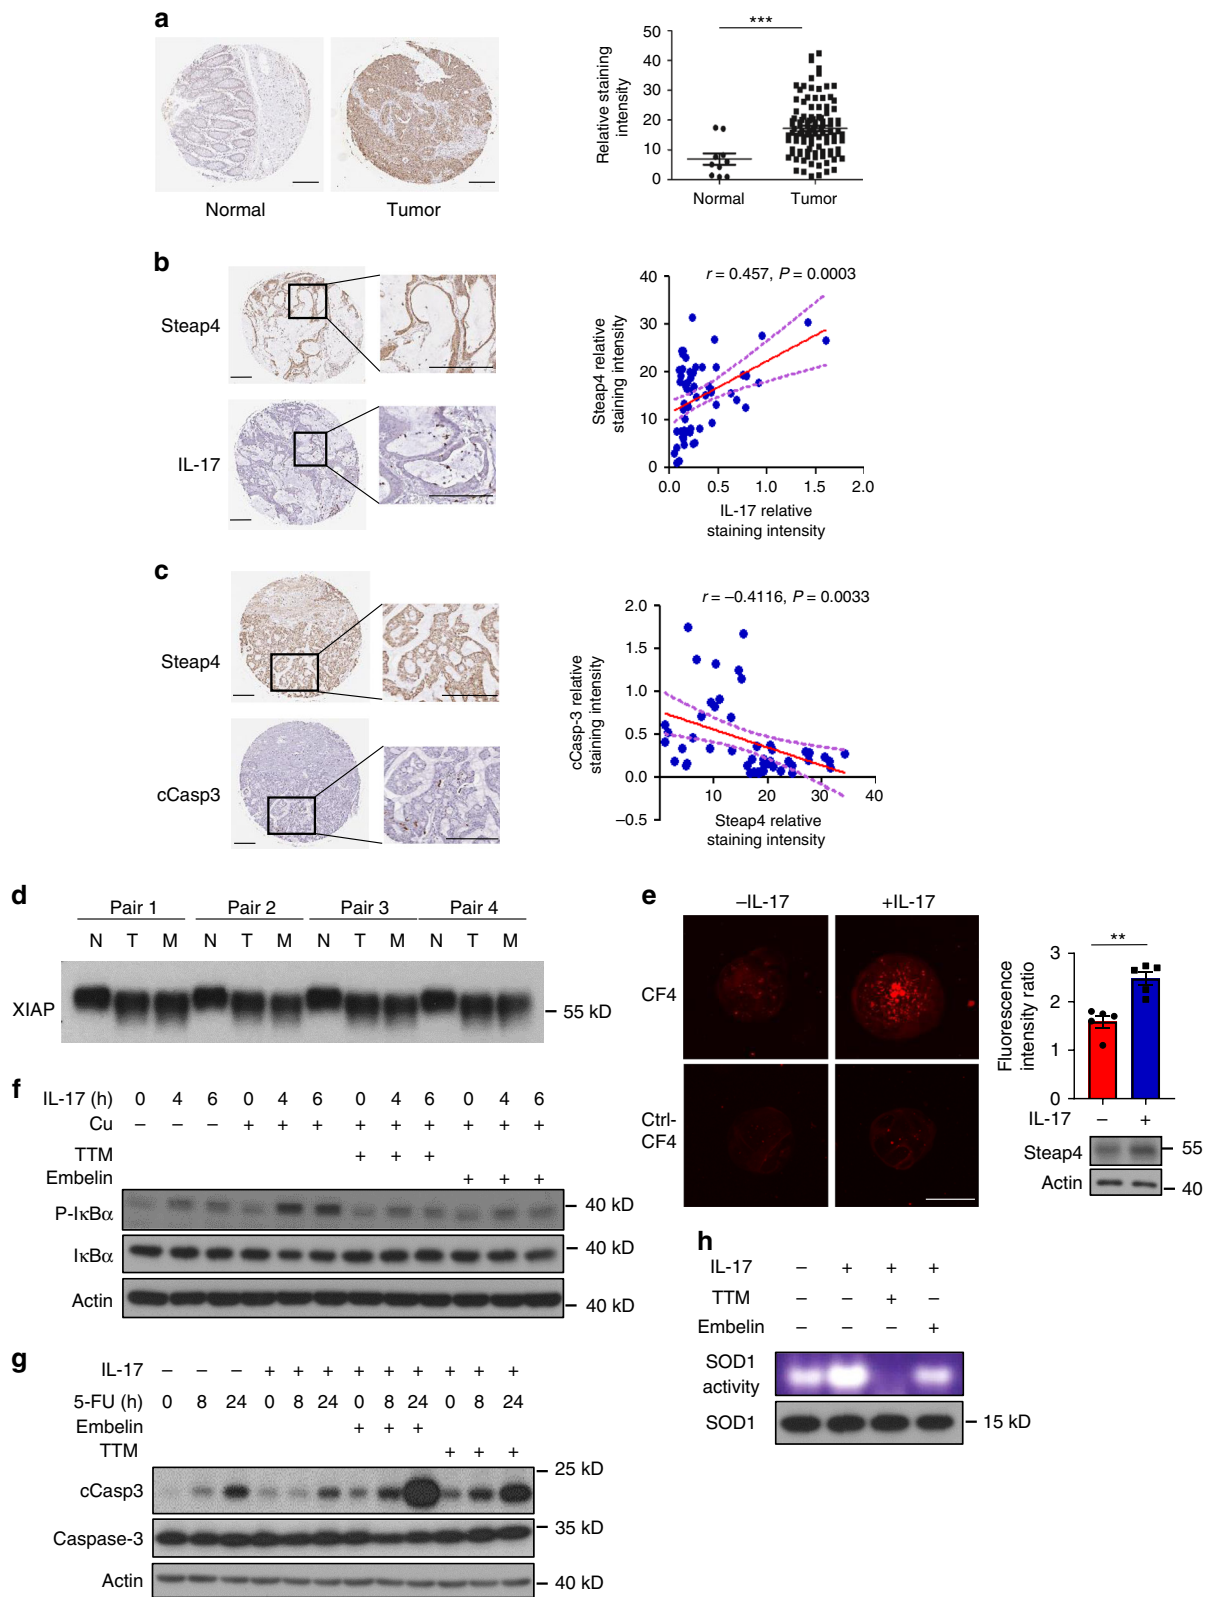 a
***
50
40
30
20
10
0
Relative staining
intensity
Normal Tumor
Normal Tumor
b
Steap4
IL-17
r = 0.457, P = 0.0003
40
30
20
10
0
Steap4 relative
staining intensity
0.0 0.5 1.0 1.5 2.0
IL-17 relative
staining intensity
c
Steap4
cCasp3
r = –0.4116, P = 0.0033
2.0
1.5
1.0
0.5
0.0
–0.5
cCasp-3 relative
staining intensity
10 20 30 40
Steap4 relative
staining intensity
d
Pair 1 Pair 2 Pair 3 Pair 4
N T M N T M N T M N T M
XIAP
55 kD
e
–IL-17 +IL-17
CF4
Ctrl-
CF4
**
3
2
1
0
Fluorescence
intensity ratio
IL-17 – +
Steap4 55
Actin 40
f
IL-17 (h) 0 4 6 0 4 6 0 4 6 0 4 6
Cu – – – + + + + + + + + +
TTM + + +
Embelin + + +
P-IκBα 40 kD
IκBα 40 kD
Actin 40 kD
g
IL-17 – – – + + + + + + + + +
5-FU (h) 0 8 24 0 8 24 0 8 24 0 8 24
Embelin + + +
TTM + + +
cCasp3 25 kD
Caspase-3 35 kD
Actin 40 kD
h
IL-17 – + + +
TTM – – + –
Embelin – – – +
SOD1
activity
SOD1 15 kD